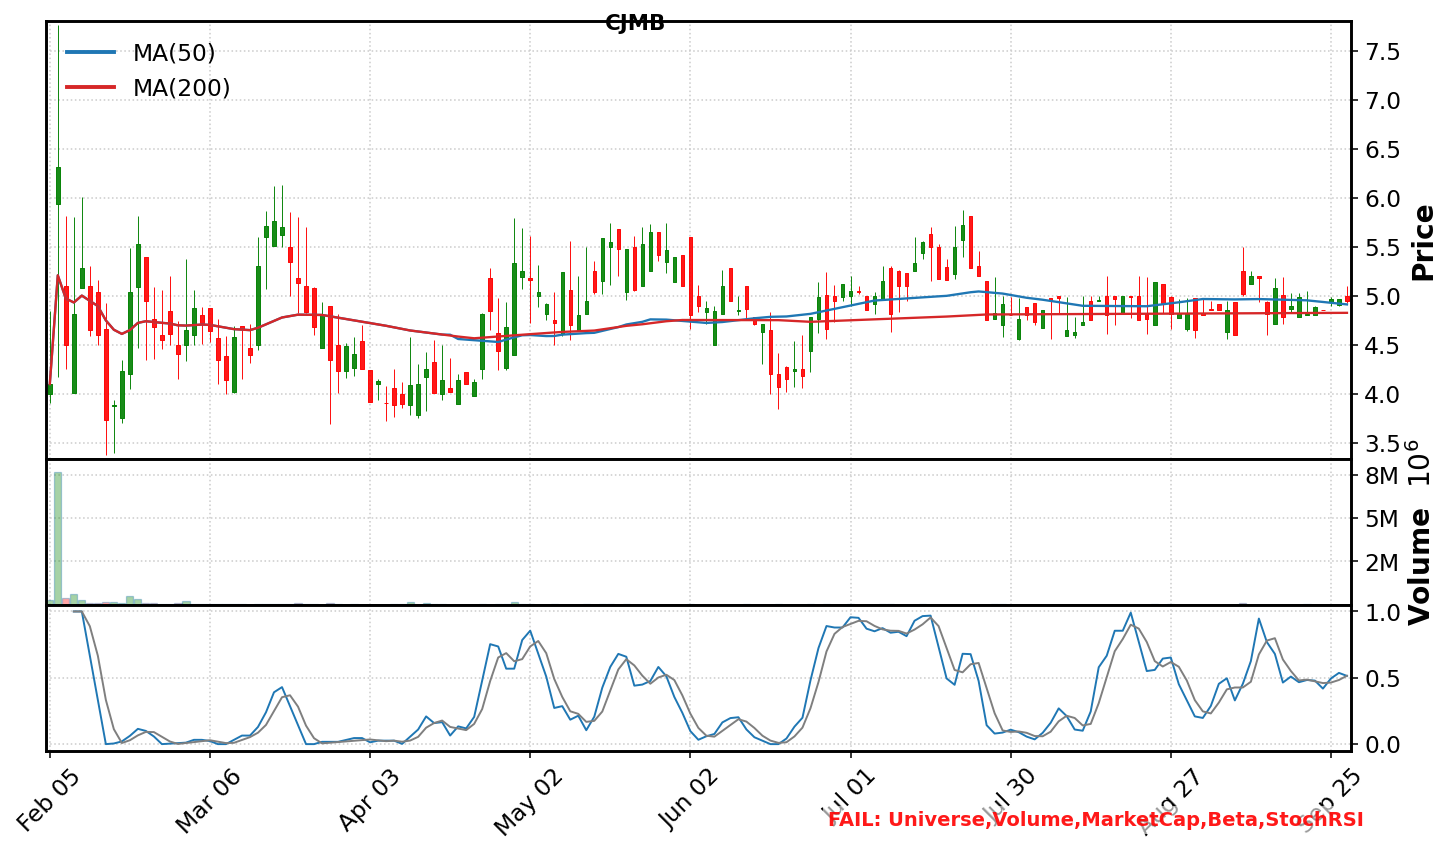 CJMB
MA(50)
MA(200)
7.5
7.0
6.5
6.0
5.5
5.0
4.5
4.0
3.5
Price
8M
5M
2M
Volume 10^6
1.0
0.5
0.0
Feb 05
Mar 06
Apr 03
May 02
Jun 02
Jul 01
Jul 30
Aug 27
Sep 25
FAIL: Universe,Volume,MarketCap,Beta,StochRSI